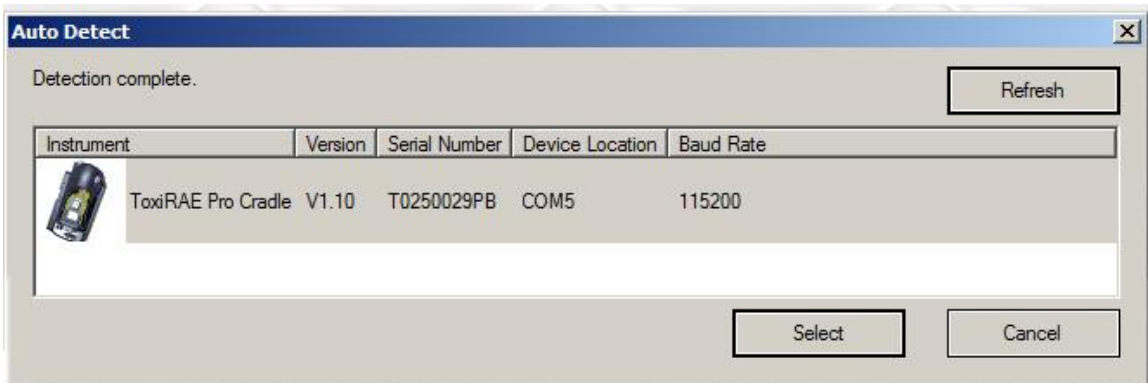 Auto Detect
Detection complete.
Refresh
Instrument Version Serial Number Device Location Baud Rate
ToxiRAE Pro Cradle V1.10 T0250029PB COM5 115200
Select Cancel